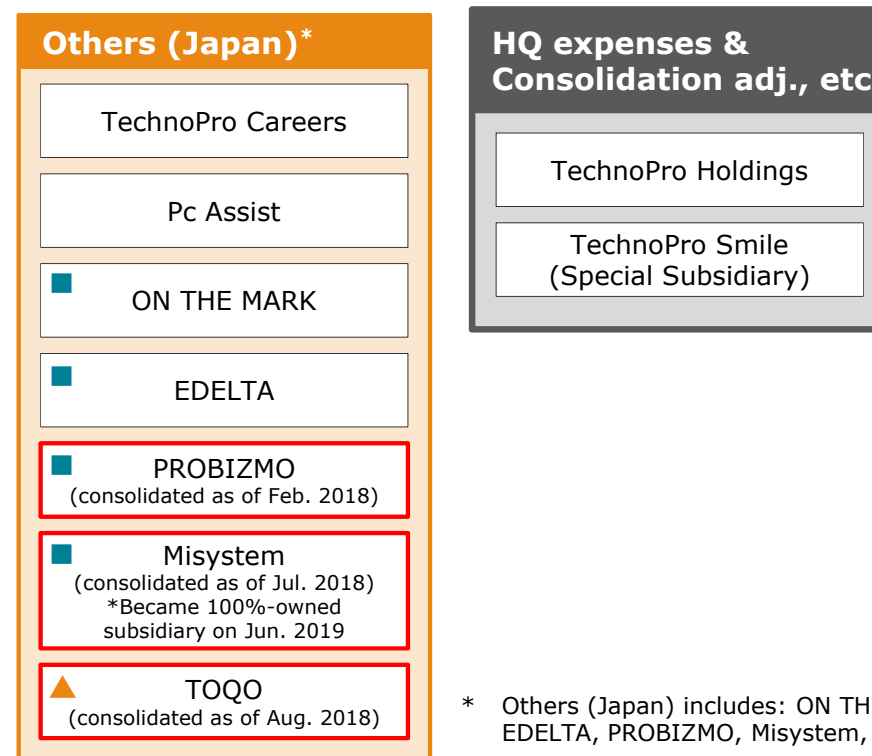 Others (Japan)*
TechnoPro Careers
Pc Assist
ON THE MARK
EDELTA
PROBIZMO
(consolidated as of Feb. 2018)
Misystem
(consolidated as of Jul. 2018)
*Became 100%-owned
subsidiary on Jun. 2019
TOQO
(consolidated as of Aug. 2018)
HQ expenses &
Consolidation adj., etc
TechnoPro Holdings
TechnoPro Smile
(Special Subsidiary)
* Others (Japan) includes: ON TH
EDELTA, PROBIZMO, Misystem,